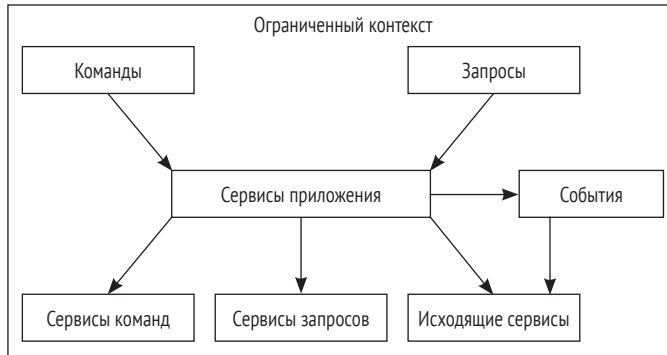 Ограниченный контекст
Команды
Запросы
Сервисы приложения
События
Сервисы команд
Сервисы запросов
Исходящие сервисы